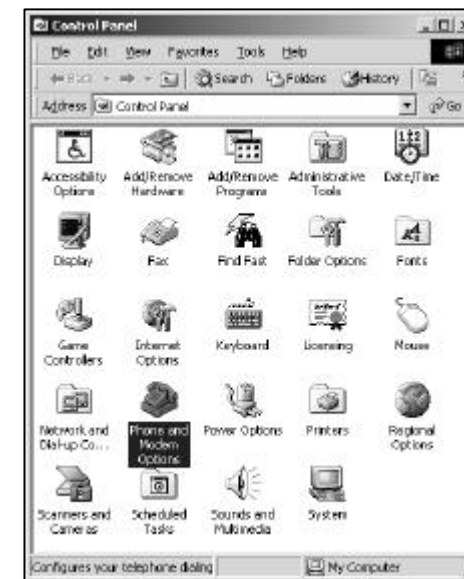 Control Panel
File Edit View Favorites Tools Help
Back Search Folders History
Address Control Panel Go
Accessibility Options
Add/Remove Hardware
Add/Remove Programs
Administrative Tools
Date/Time
Display
Fax
Find Fast
Folder Options
Fonts
Game Controllers
Internet Options
Keyboard
Licensing
Mouse
Network and Dial-up Co...
Phone and Modem Options
Power Options
Printers
Regional Options
Scanners and Cameras
Scheduled Tasks
Sounds and Multimedia
System
Configures your telephone dialing
My Computer